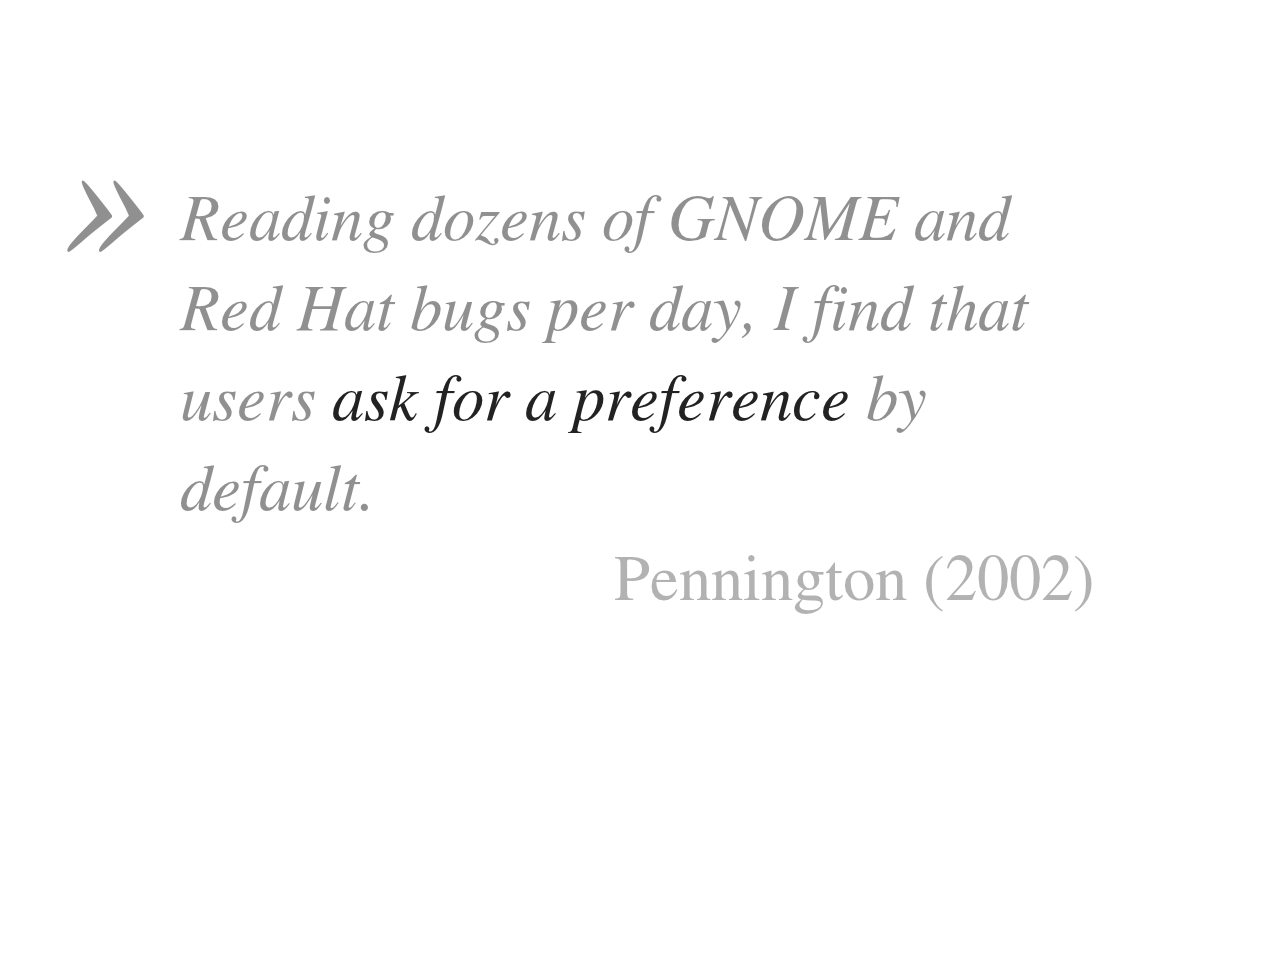 » Reading dozens of GNOME and
Red Hat bugs per day, I find that
users ask for a preference by
default.
Pennington (2002)